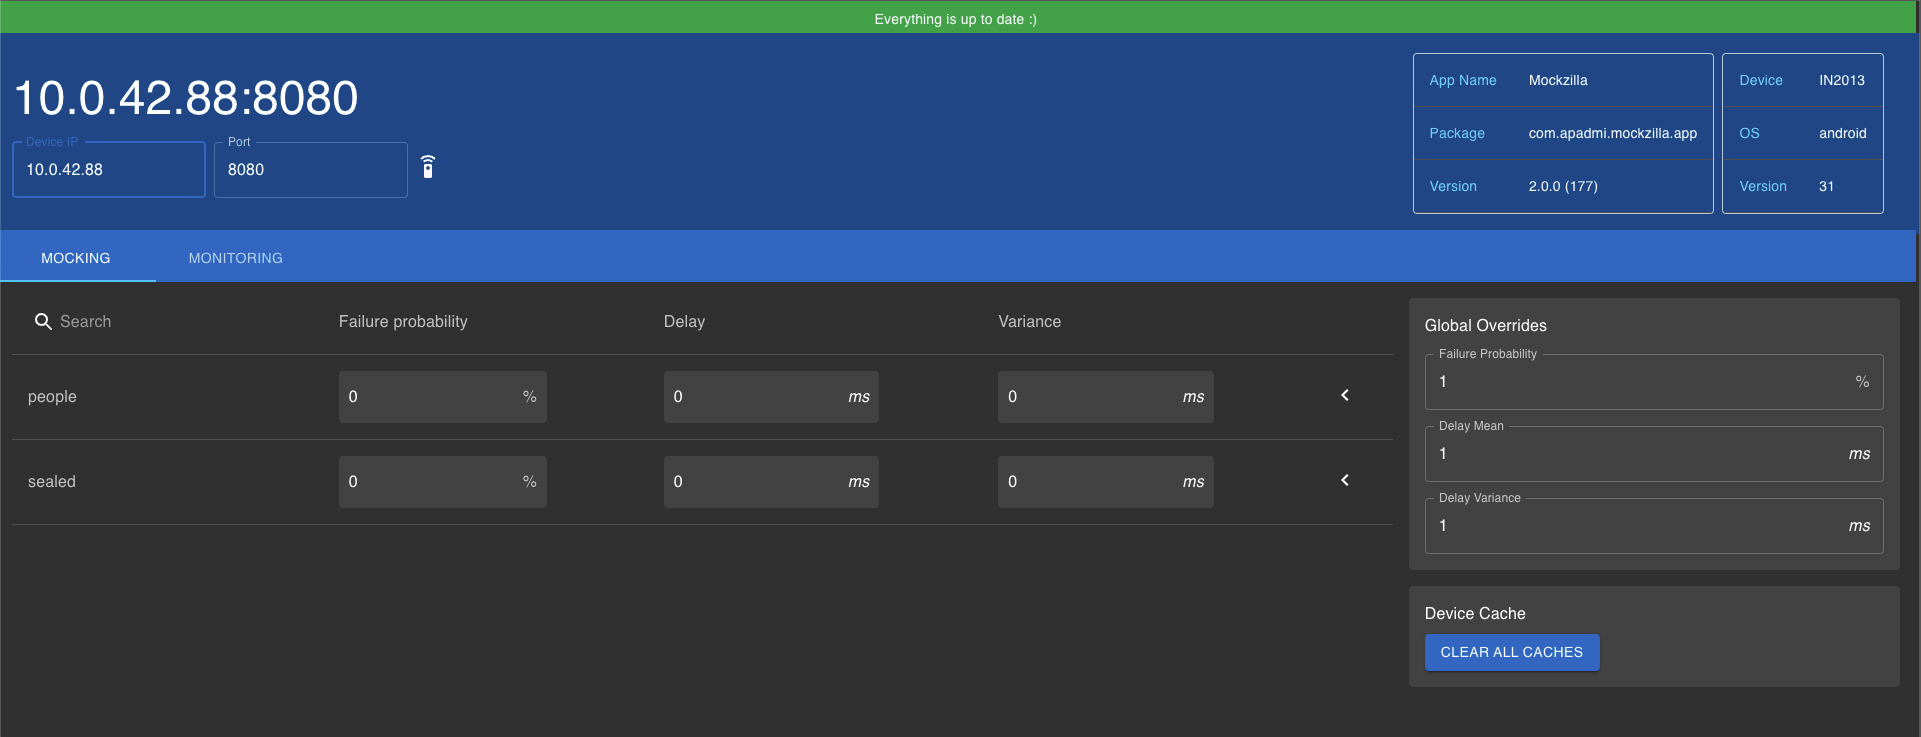 Everything is up to date :)
10.0.42.88:8080
Device IP
10.0.42.88
Port
8080
App Name Mockzilla
Package com.apadmi.mockzilla.app
Version 2.0.0 (177)
Device IN2013
OS android
Version 31
MOCKING MONITORING
Search Failure probability Delay Variance
people 0 % 0 ms 0 ms
sealed 0 % 0 ms 0 ms
Global Overrides
Failure Probability
1 %
Delay Mean
1 ms
Delay Variance
1 ms
Device Cache
CLEAR ALL CACHES